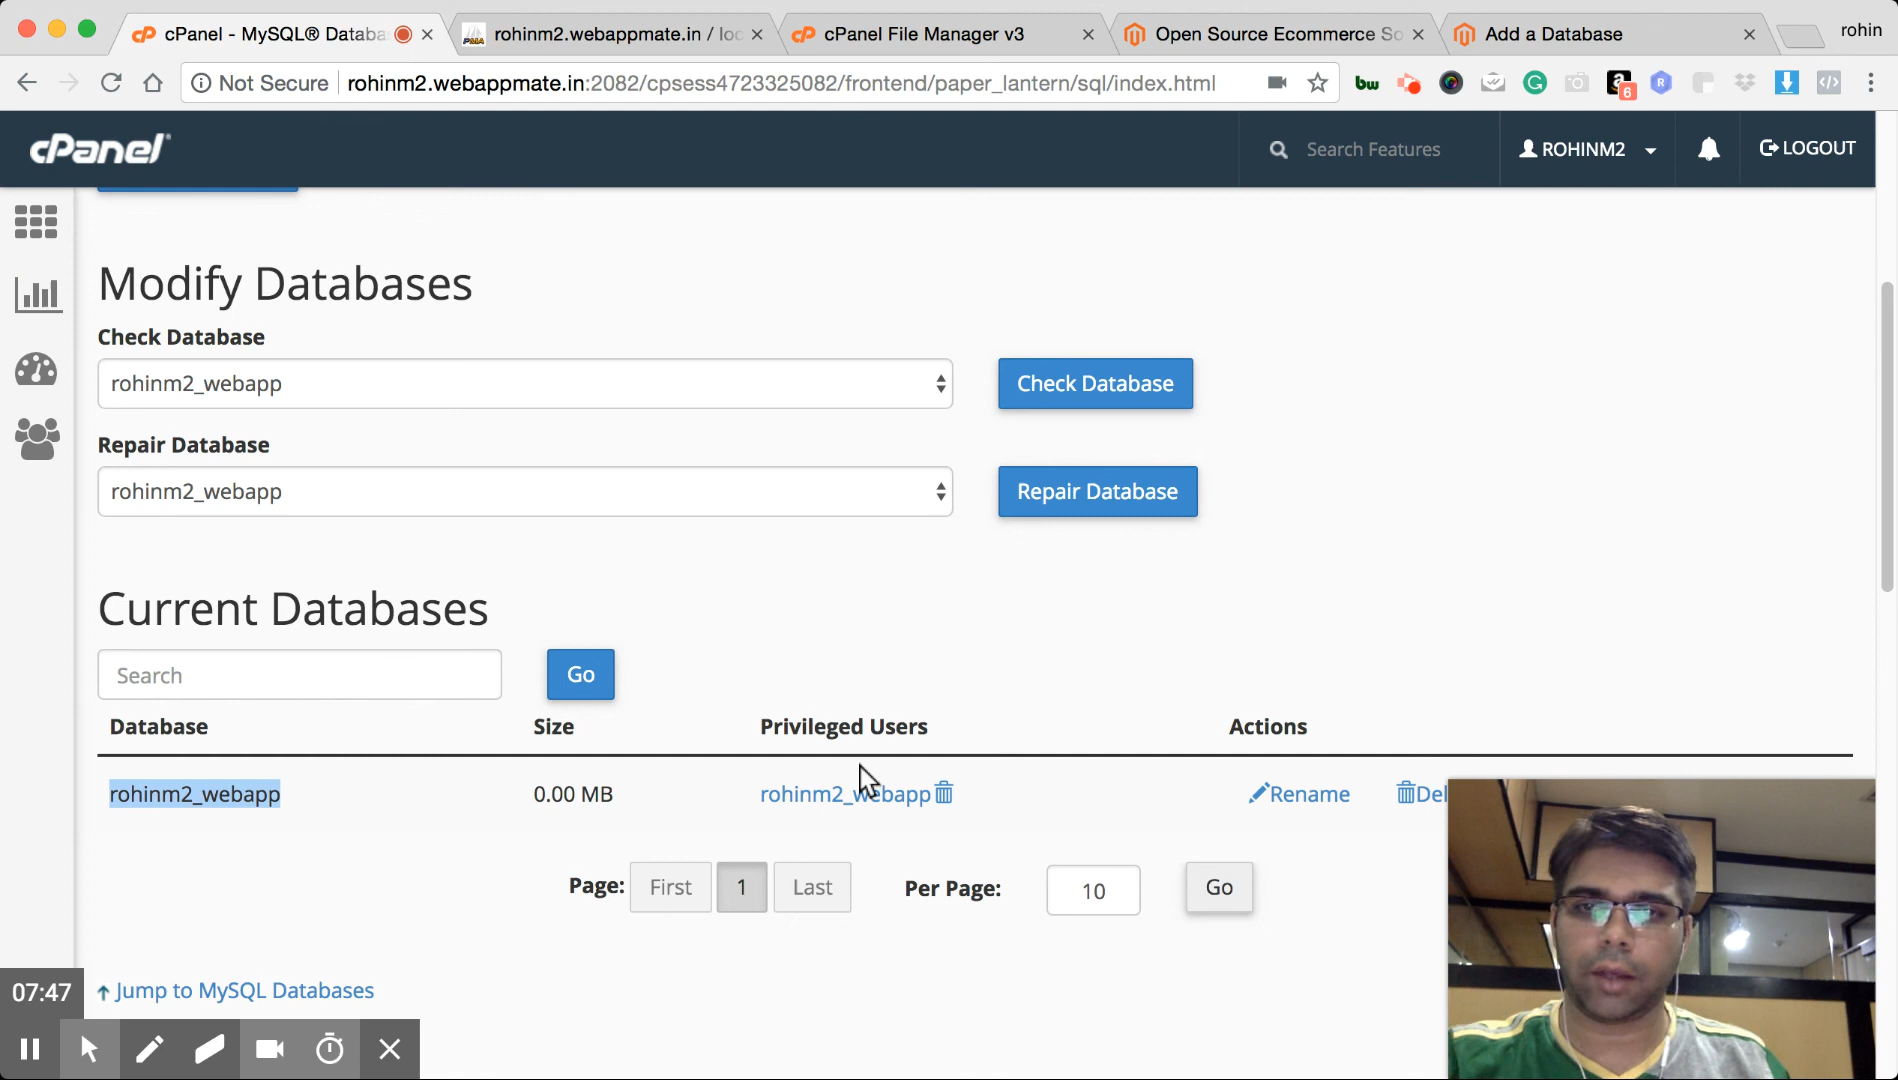 cPanel - MySQL® Databa
rohinm2.webappmate.in / loc
cPanel File Manager v3
Open Source Ecommerce So
Add a Database
rohin
Not Secure
rohinm2.webappmate.in:2082/cpsess4723325082/frontend/paper_lantern/sql/index.html
bw
6
cPanel
Search Features
ROHINM2
LOGOUT
Modify Databases
Check Database
rohinm2_webapp
Check Database
Repair Database
rohinm2_webapp
Repair Database
Current Databases
Search
Go
Database Size Privileged Users Actions
rohinm2_webapp 0.00 MB rohinm2_webapp Rename Del
Page: First 1 Last Per Page: 10 Go
07:47
Jump to MySQL Databases